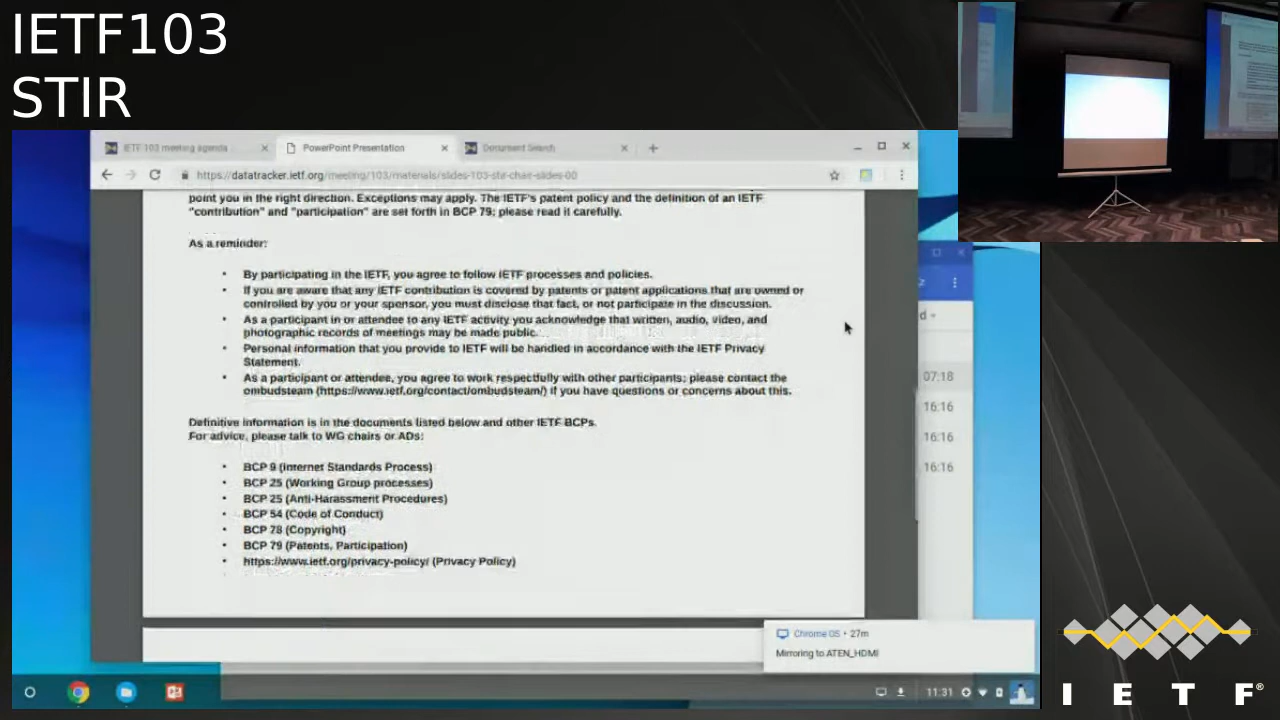 IETF103
STIR
IETF 103 meeting agenda
PowerPoint Presentation
Document Search
https://datatracker.ietf.org/meeting/103/materials/slides-103-stir-chair-slides-00
point you in the right direction. Exceptions may apply. The IETF's patent policy and the definition of an IETF
"contribution" and "participation" are set forth in BCP 79; please read it carefully.
As a reminder:
• By participating in the IETF, you agree to follow IETF processes and policies.
• If you are aware that any IETF contribution is covered by patents or patent applications that are owned or
controlled by you or your sponsor, you must disclose that fact, or not participate in the discussion.
• As a participant in or attendee to any IETF activity you acknowledge that written, audio, video, and
photographic records of meetings may be made public.
• Personal information that you provide to IETF will be handled in accordance with the IETF Privacy
Statement.
• As a participant or attendee, you agree to work respectfully with other participants; please contact the
ombudsteam (https://www.ietf.org/contact/ombudsteam/) if you have questions or concerns about this.
Definitive information is in the documents listed below and other IETF BCPs.
For advice, please talk to WG chairs or ADs:
• BCP 9 (Internet Standards Process)
• BCP 25 (Working Group processes)
• BCP 25 (Anti-Harassment Procedures)
• BCP 54 (Code of Conduct)
• BCP 78 (Copyright)
• BCP 79 (Patents, Participation)
• https://www.ietf.org/privacy-policy/ (Privacy Policy)
07:18
16:16
16:16
16:16
Chrome OS • 27m
Mirroring to ATEN_HDMI
11:31
I E T F®